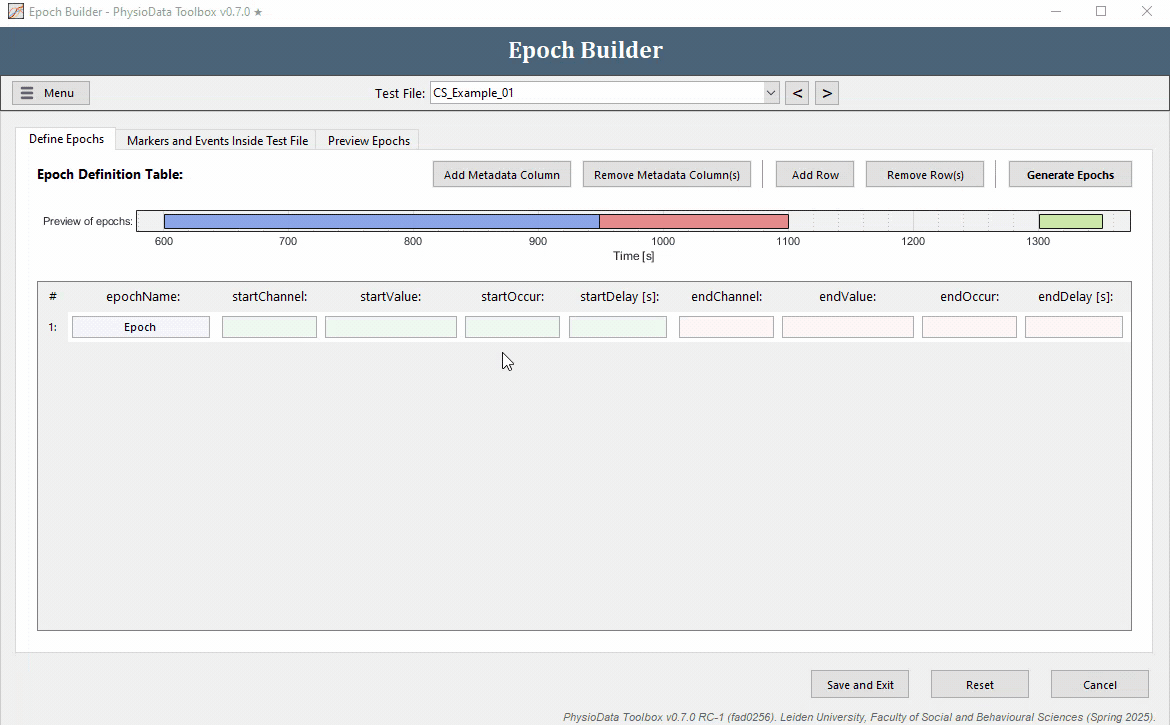 Epoch Builder - PhysioData Toolbox v0.7.0 ★
Epoch Builder
Menu Test File: CS_Example_01 < >
Define Epochs Markers and Events Inside Test File Preview Epochs
Epoch Definition Table: Add Metadata Column Remove Metadata Column(s) Add Row Remove Row(s) Generate Epochs
Preview of epochs:
600 700 800 900 1000 1100 1200 1300
Time [s]
# epochName: startChannel: startValue: startOccur: startDelay [s]: endChannel: endValue: endOccur: endDelay [s]:
1: Epoch
Save and Exit Reset Cancel
PhysioData Toolbox v0.7.0 RC-1 (fad0256). Leiden University, Faculty of Social and Behavioural Sciences (Spring 2025).